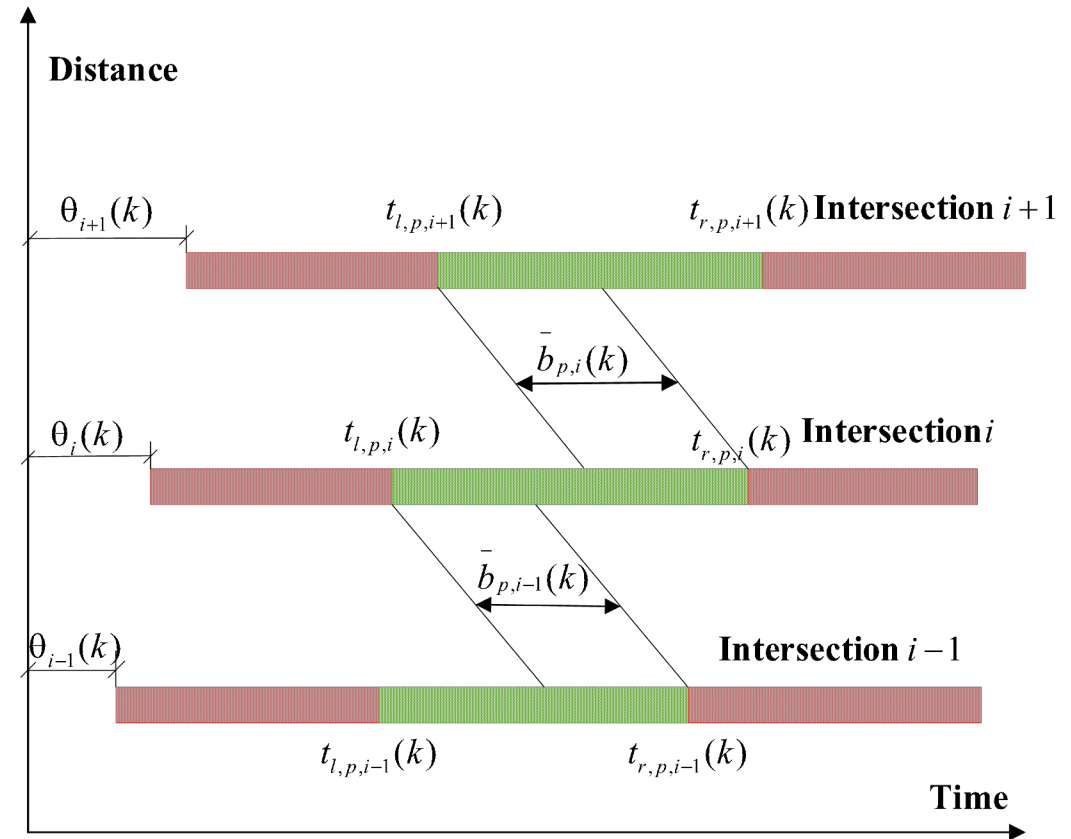 Distance
θ_{i+1}(k)
t_{l,p,i+1}(k)
t_{r,p,i+1}(k) Intersection i+1
b̄_{p,i}(k)
θ_i(k)
t_{l,p,i}(k)
t_{r,p,i}(k)
Intersection i
b̄_{p,i−1}(k)
θ_{i−1}(k)
Intersection i−1
t_{l,p,i−1}(k)
t_{r,p,i−1}(k)
Time